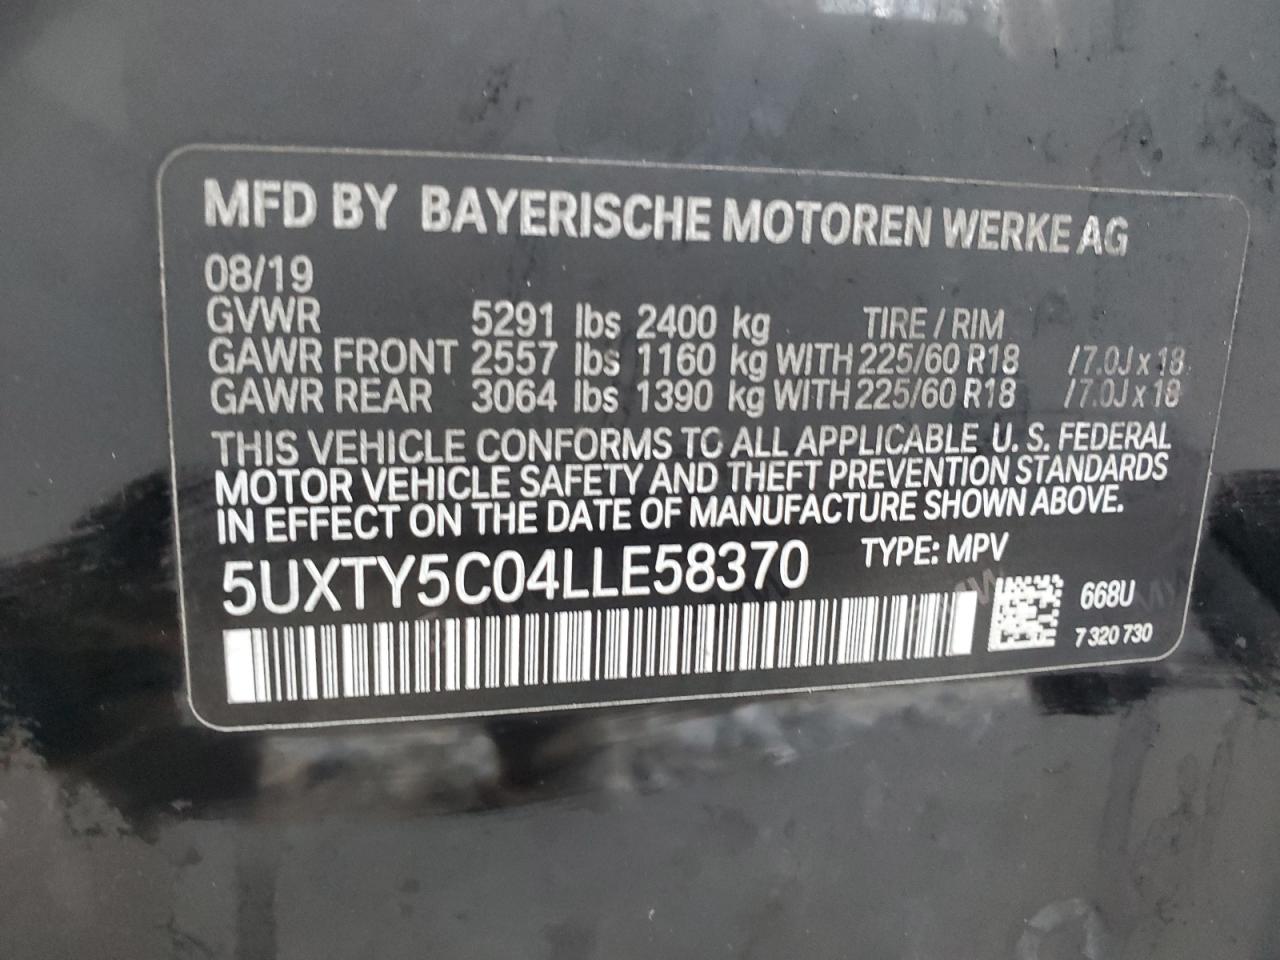 MFD BY BAYERISCHE MOTOREN WERKE AG
08/19
GVWR 5291 lbs 2400 kg TIRE / RIM
GAWR FRONT 2557 lbs 1160 kg WITH 225/60 R18 /7.0J x 18
GAWR REAR 3064 lbs 1390 kg WITH 225/60 R18 /7.0J x 18
THIS VEHICLE CONFORMS TO ALL APPLICABLE U. S. FEDERAL
MOTOR VEHICLE SAFETY AND THEFT PREVENTION STANDARDS
IN EFFECT ON THE DATE OF MANUFACTURE SHOWN ABOVE.
5UXTY5C04LLE58370 TYPE: MPV
668U
7 320 730